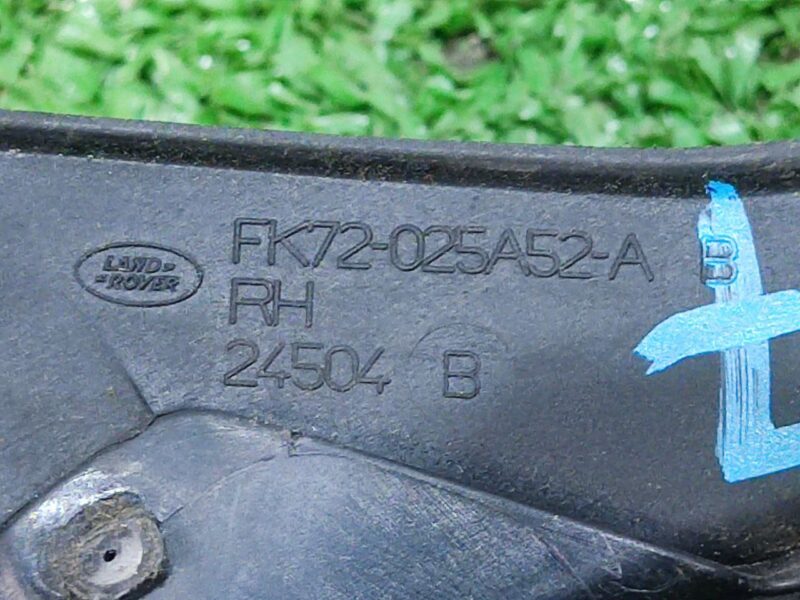 LAND
ROVER
FK72-025A52-A B
RH
24504 B